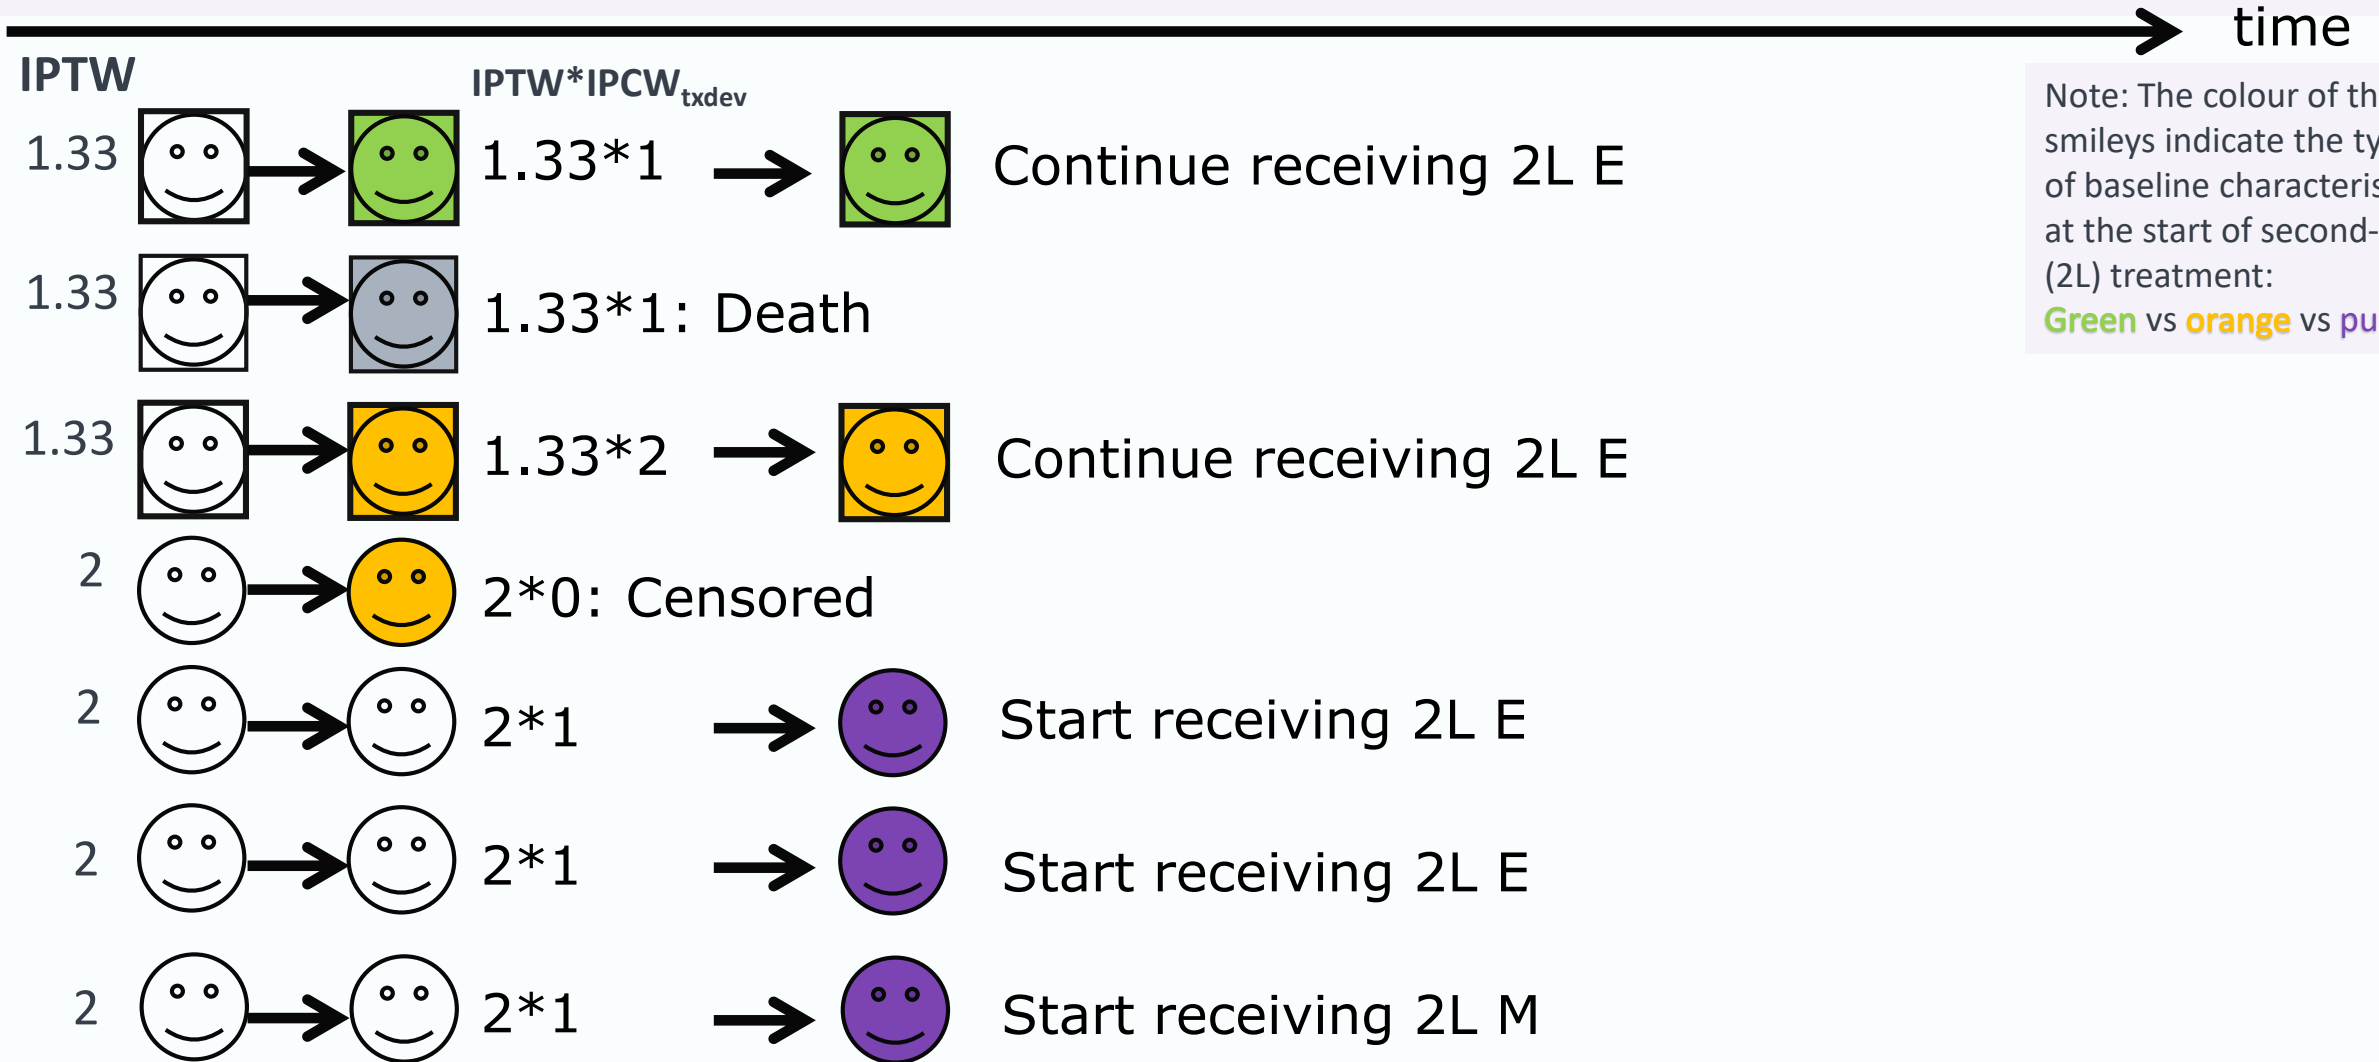 time
IPTW
IPTW*IPCWtxdev
Note: The colour of th
smileys indicate the ty
of baseline characteris
at the start of second-
(2L) treatment:
Green vs orange vs pu
1.33
1.33*1
Continue receiving 2L E
1.33
1.33*1: Death
1.33
1.33*2
Continue receiving 2L E
2
2*0: Censored
2
2*1
Start receiving 2L E
2
2*1
Start receiving 2L E
2
2*1
Start receiving 2L M